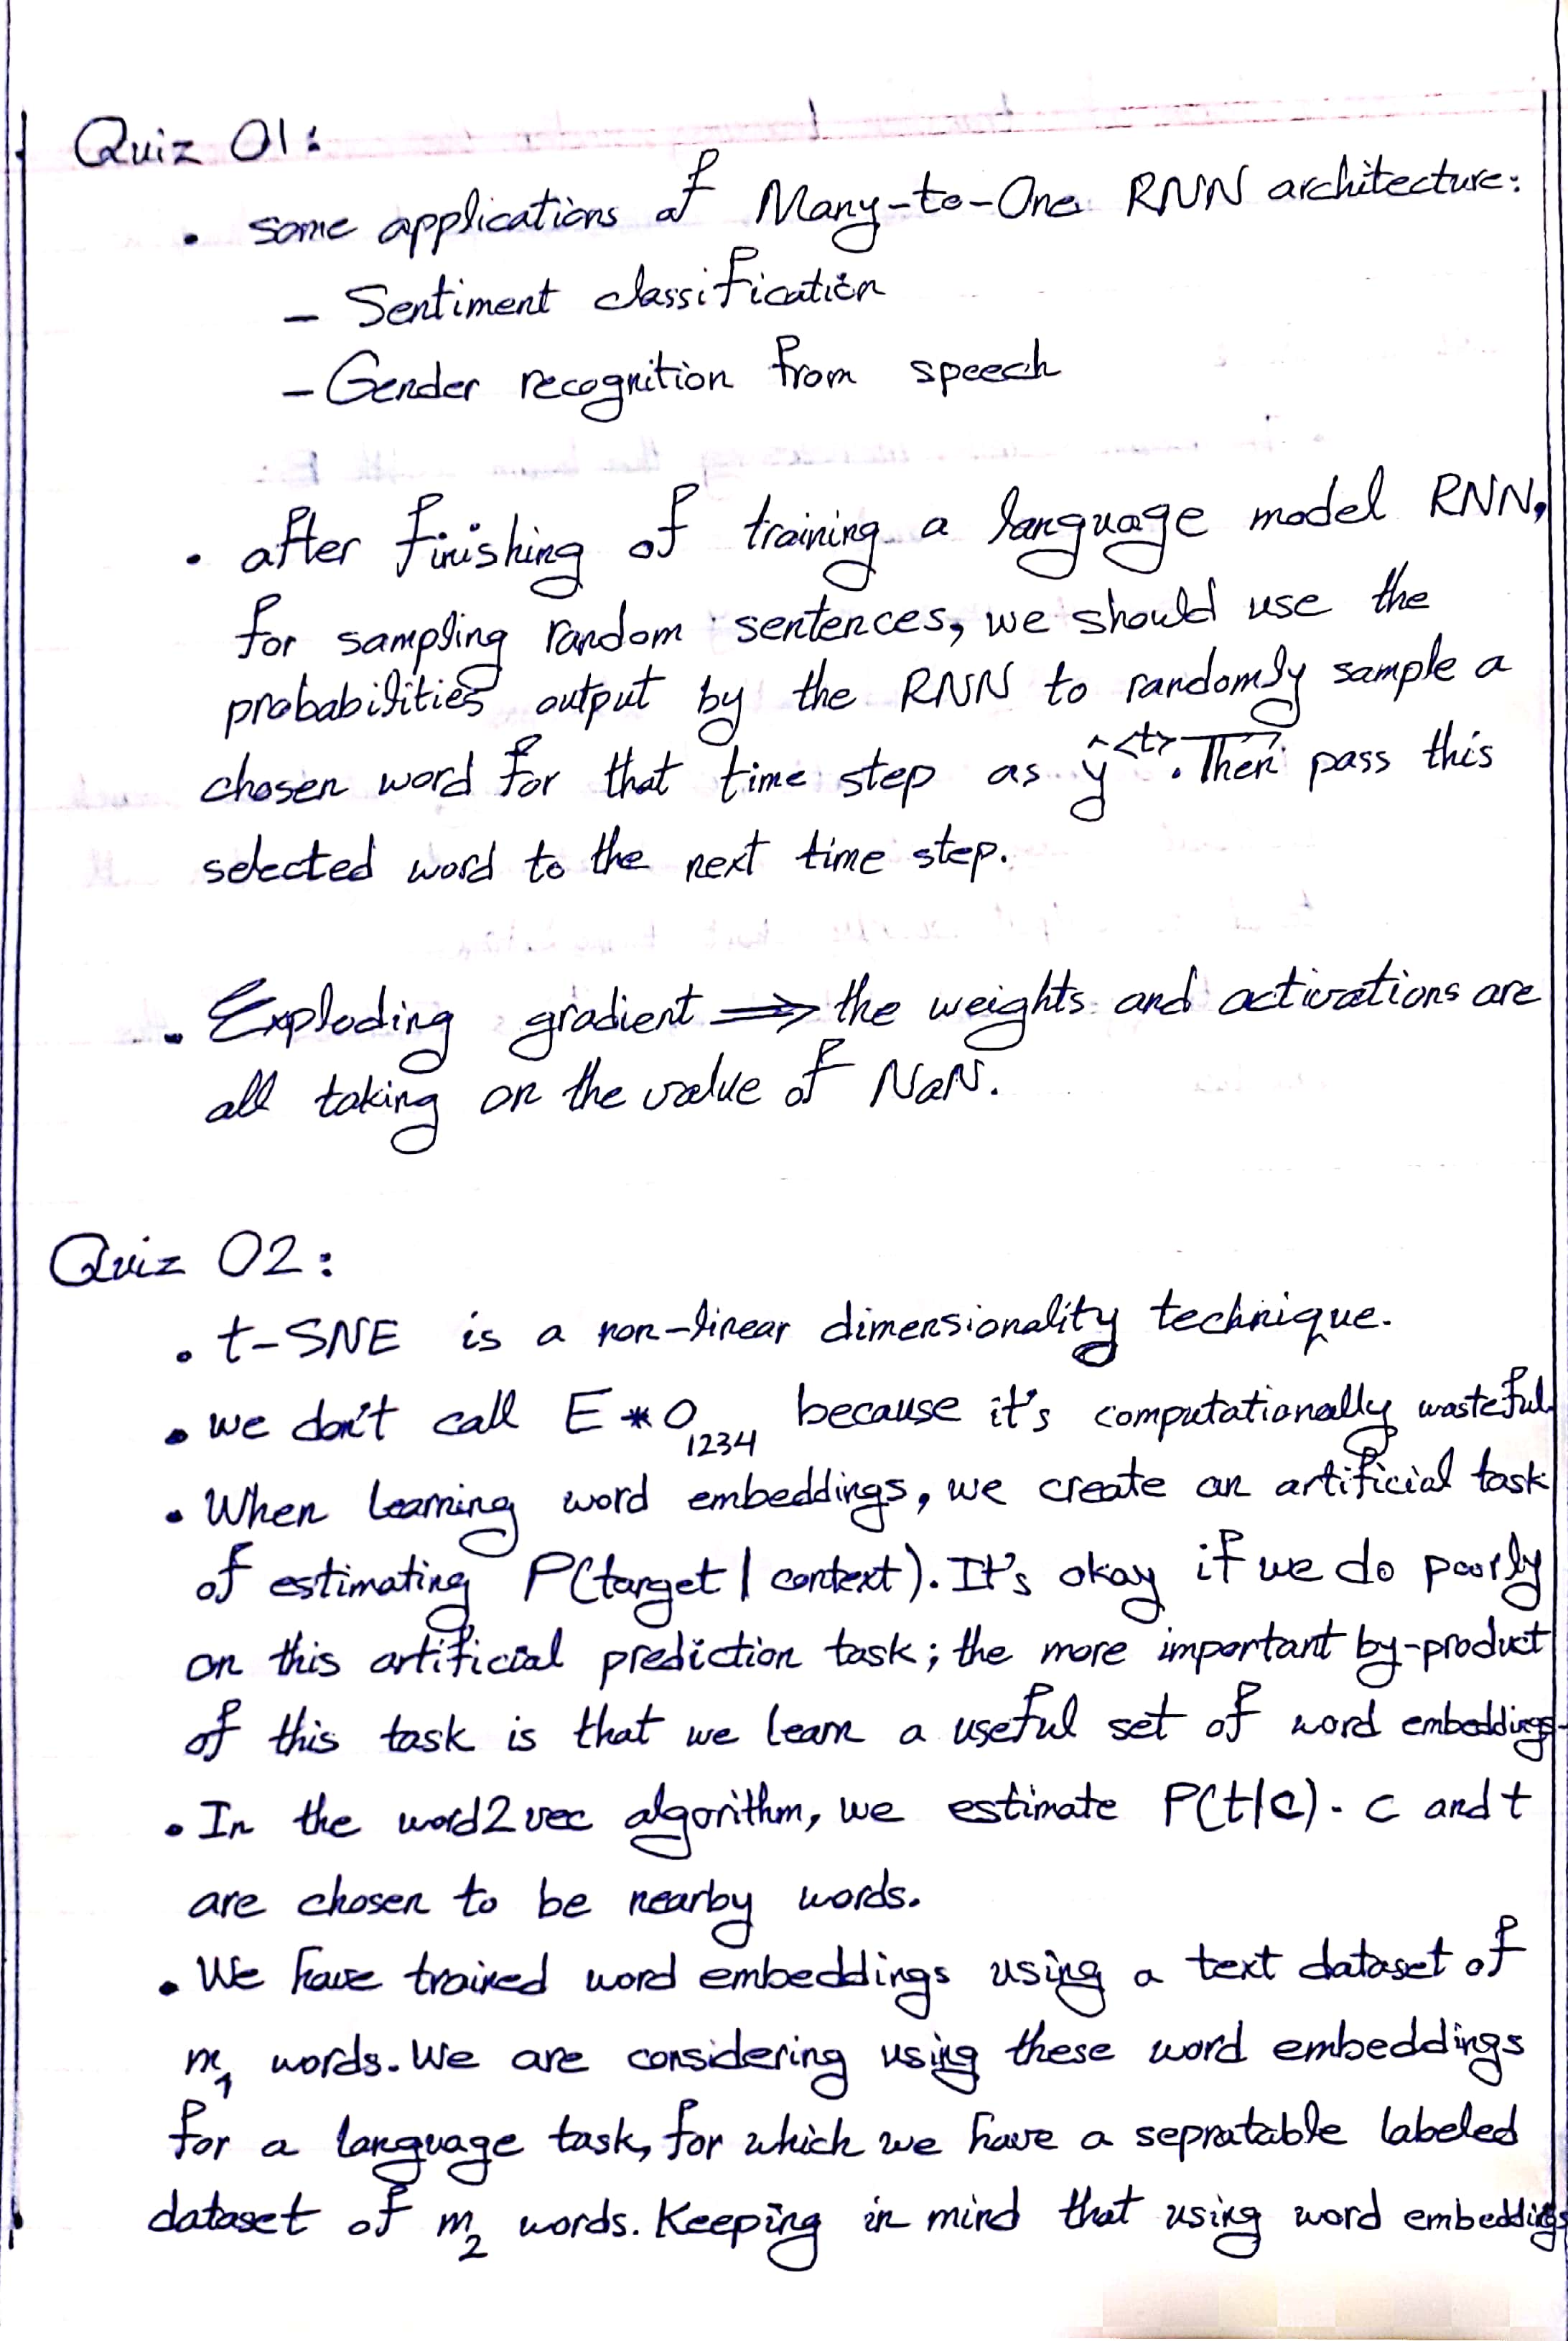 Quiz 01:
• some applications of Many-to-One RNN architecture:
– Sentiment classification
– Gender recognition from speech
• after finishing of training a language model RNN,
for sampling random sentences, we should use the
probabilities output by the RNN to randomly sample a
chosen word for that time step as ŷ<t>. Then pass this
selected word to the next time step.
• Exploding gradient ⟹ the weights and activations are
all taking on the value of NaN.
Quiz 02:
• t-SNE is a non-linear dimensionality technique.
• we don't call E * O₁₂₃₄ because it's computationally wasteful.
• When learning word embeddings, we create an artificial task
of estimating P(target | context). It's okay if we do poorly
on this artificial prediction task; the more important by-product
of this task is that we learn a useful set of word embeddings.
• In the word2vec algorithm, we estimate P(t|c). c and t
are chosen to be nearby words.
• We have trained word embeddings using a text dataset of
m₁ words. We are considering using these word embeddings
for a language task, for which we have a sepratable labeled
dataset of m₂ words. Keeping in mind that using word embeddings